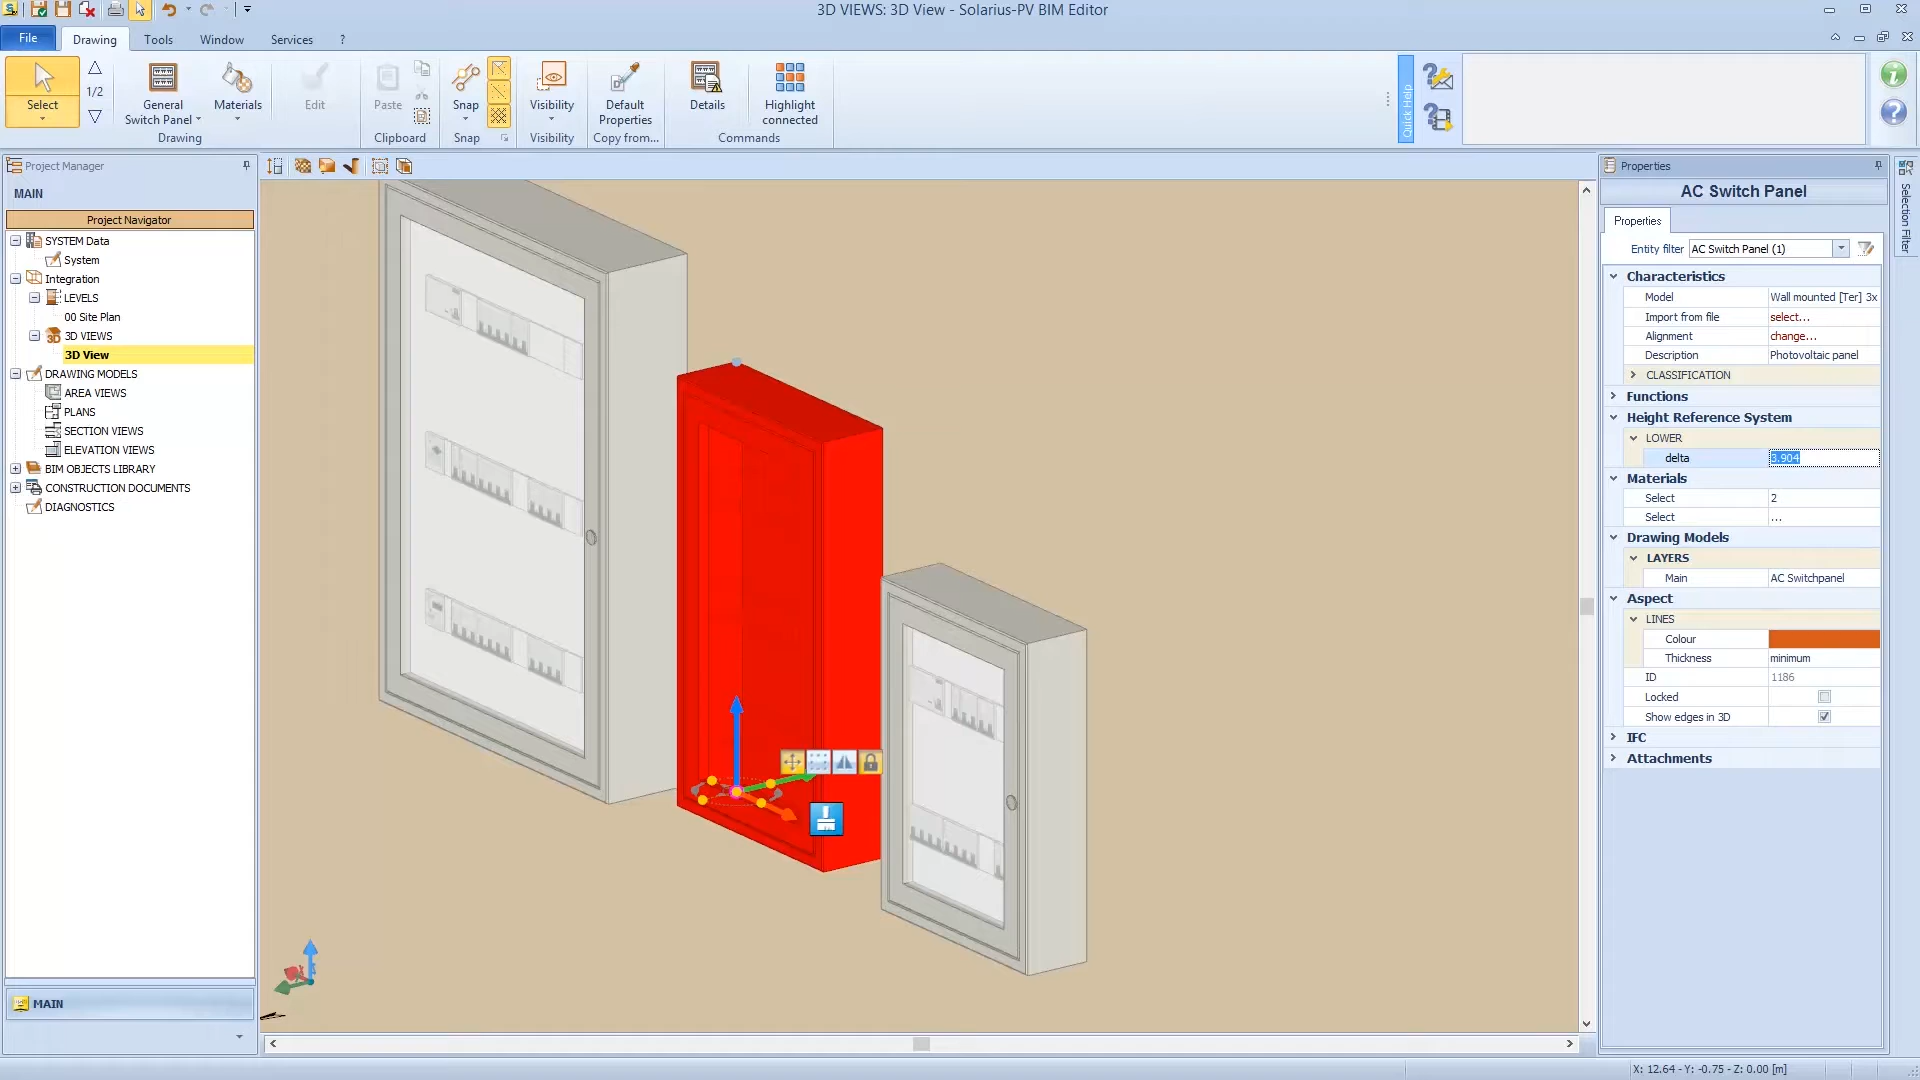 3D VIEWS: 3D View - Solarius-PV BIM Editor
File
Drawing
Tools
Window
Services
?
Select
1/2
General
Switch Panel
Materials
Edit
Drawing
Paste
Clipboard
Snap
Snap
Visibility
Visibility
Default
Properties
Copy from...
Details
Highlight
connected
Commands
Quick Help
Project Manager
MAIN
Project Navigator
SYSTEM Data
System
Integration
LEVELS
00 Site Plan
3D VIEWS
3D View
DRAWING MODELS
AREA VIEWS
PLANS
SECTION VIEWS
ELEVATION VIEWS
BIM OBJECTS LIBRARY
CONSTRUCTION DOCUMENTS
DIAGNOSTICS
MAIN
Properties
AC Switch Panel
Properties
Entity filter AC Switch Panel (1)
Characteristics
Model Wall mounted [Ter] 3x
Import from file select...
Alignment change...
Description Photovoltaic panel
CLASSIFICATION
Functions
Height Reference System
LOWER
delta 3.904
Materials
Select 2
Select ...
Drawing Models
LAYERS
Main AC Switchpanel
Aspect
LINES
Colour
Thickness minimum
ID 1186
Locked
Show edges in 3D
IFC
Attachments
Selection Filter
X: 12.64 - Y: -0.75 - Z: 0.00 [m]